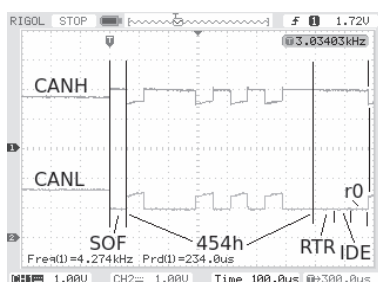 RIGOL STOP f 1 1.72V
T 3.03403kHz
CANH
CANL
r0
SOF 454h RTR IDE
Freq(1)=4.274kHz Prd(1)=234.0us
CH1 1.00V CH2 1.00V Time 100.0us 300.0us